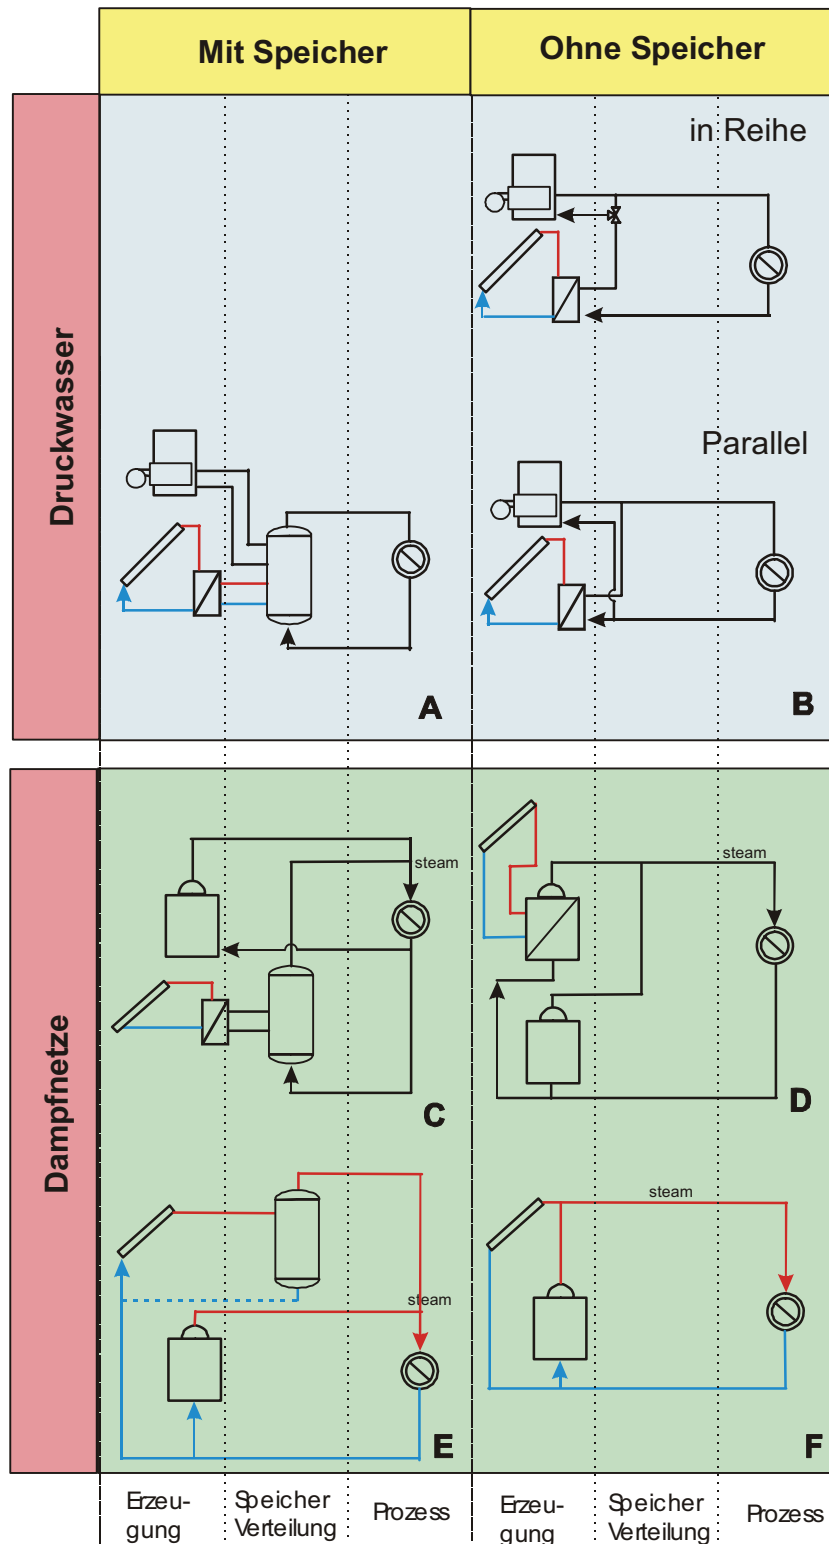 Mit Speicher
Ohne Speicher
Druckwasser
in Reihe
Parallel
A
B
Dampfnetze
steam
C
steam
D
steam
E
steam
F
Erzeu-
gung
Speicher
Verteilung
Prozess
Erzeu-
gung
Speicher
Verteilung
Prozess